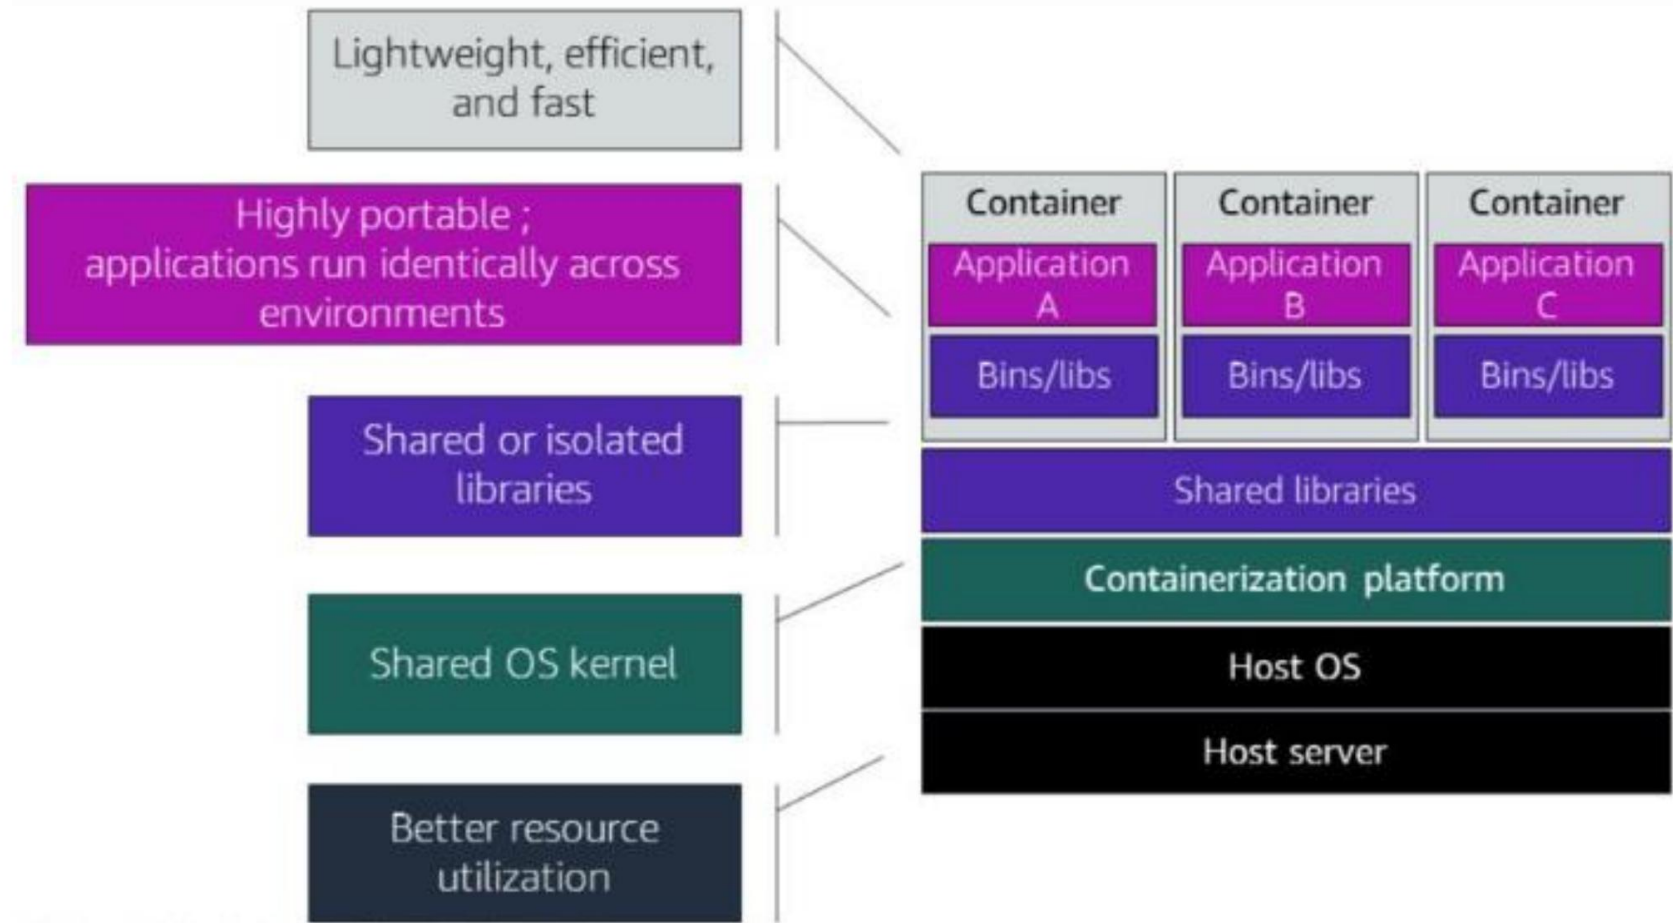 Lightweight, efficient,
and fast
Highly portable ;
applications run identically across
environments
Shared or isolated
libraries
Shared OS kernel
Better resource
utilization
Container
Application
A
Bins/libs
Container
Application
B
Bins/libs
Container
Application
C
Bins/libs
Shared libraries
Containerization platform
Host OS
Host server